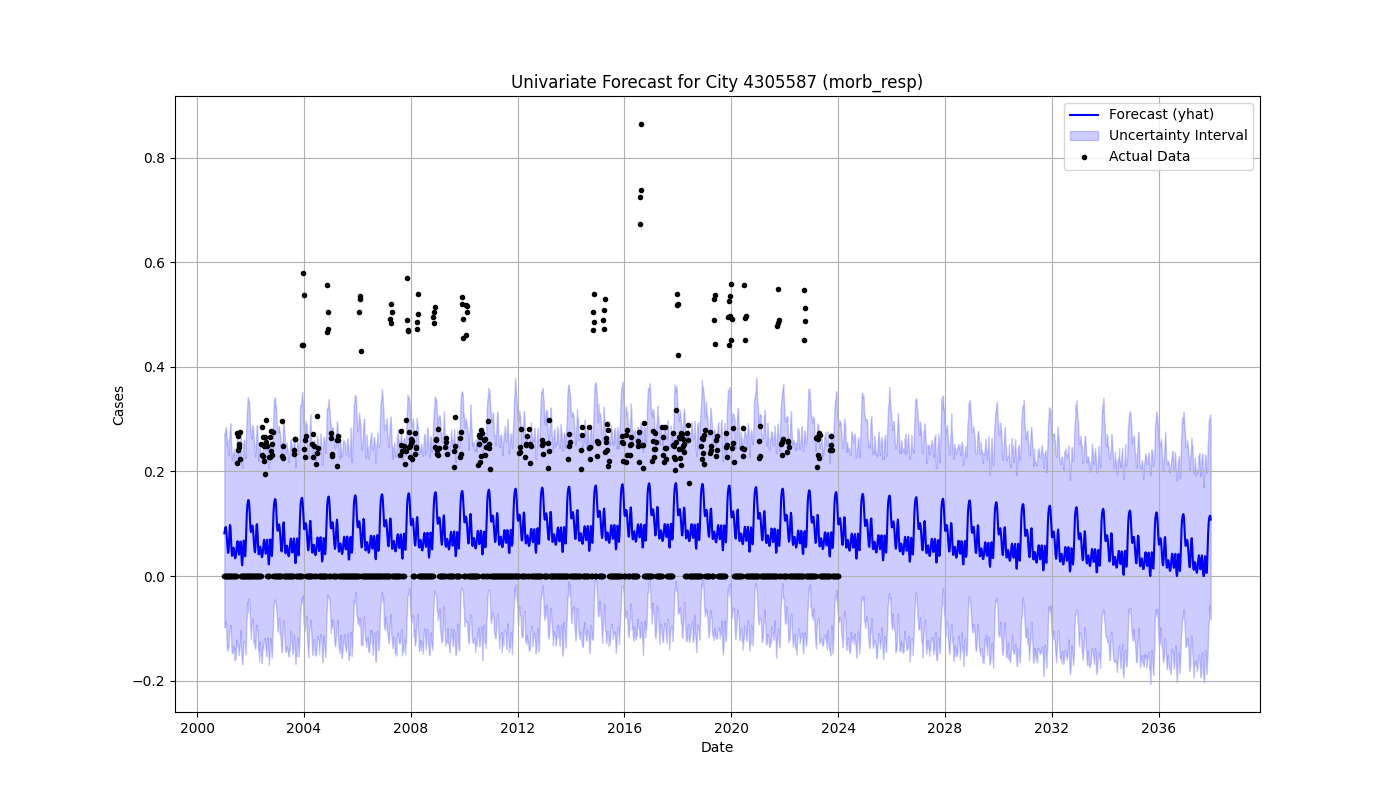 Univariate Forecast for City 4305587 (morb_resp)
Forecast (yhat)
Uncertainty Interval
Actual Data
Cases
0.8
0.6
0.4
0.2
0.0
−0.2
2000 2004 2008 2012 2016 2020 2024 2028 2032 2036
Date